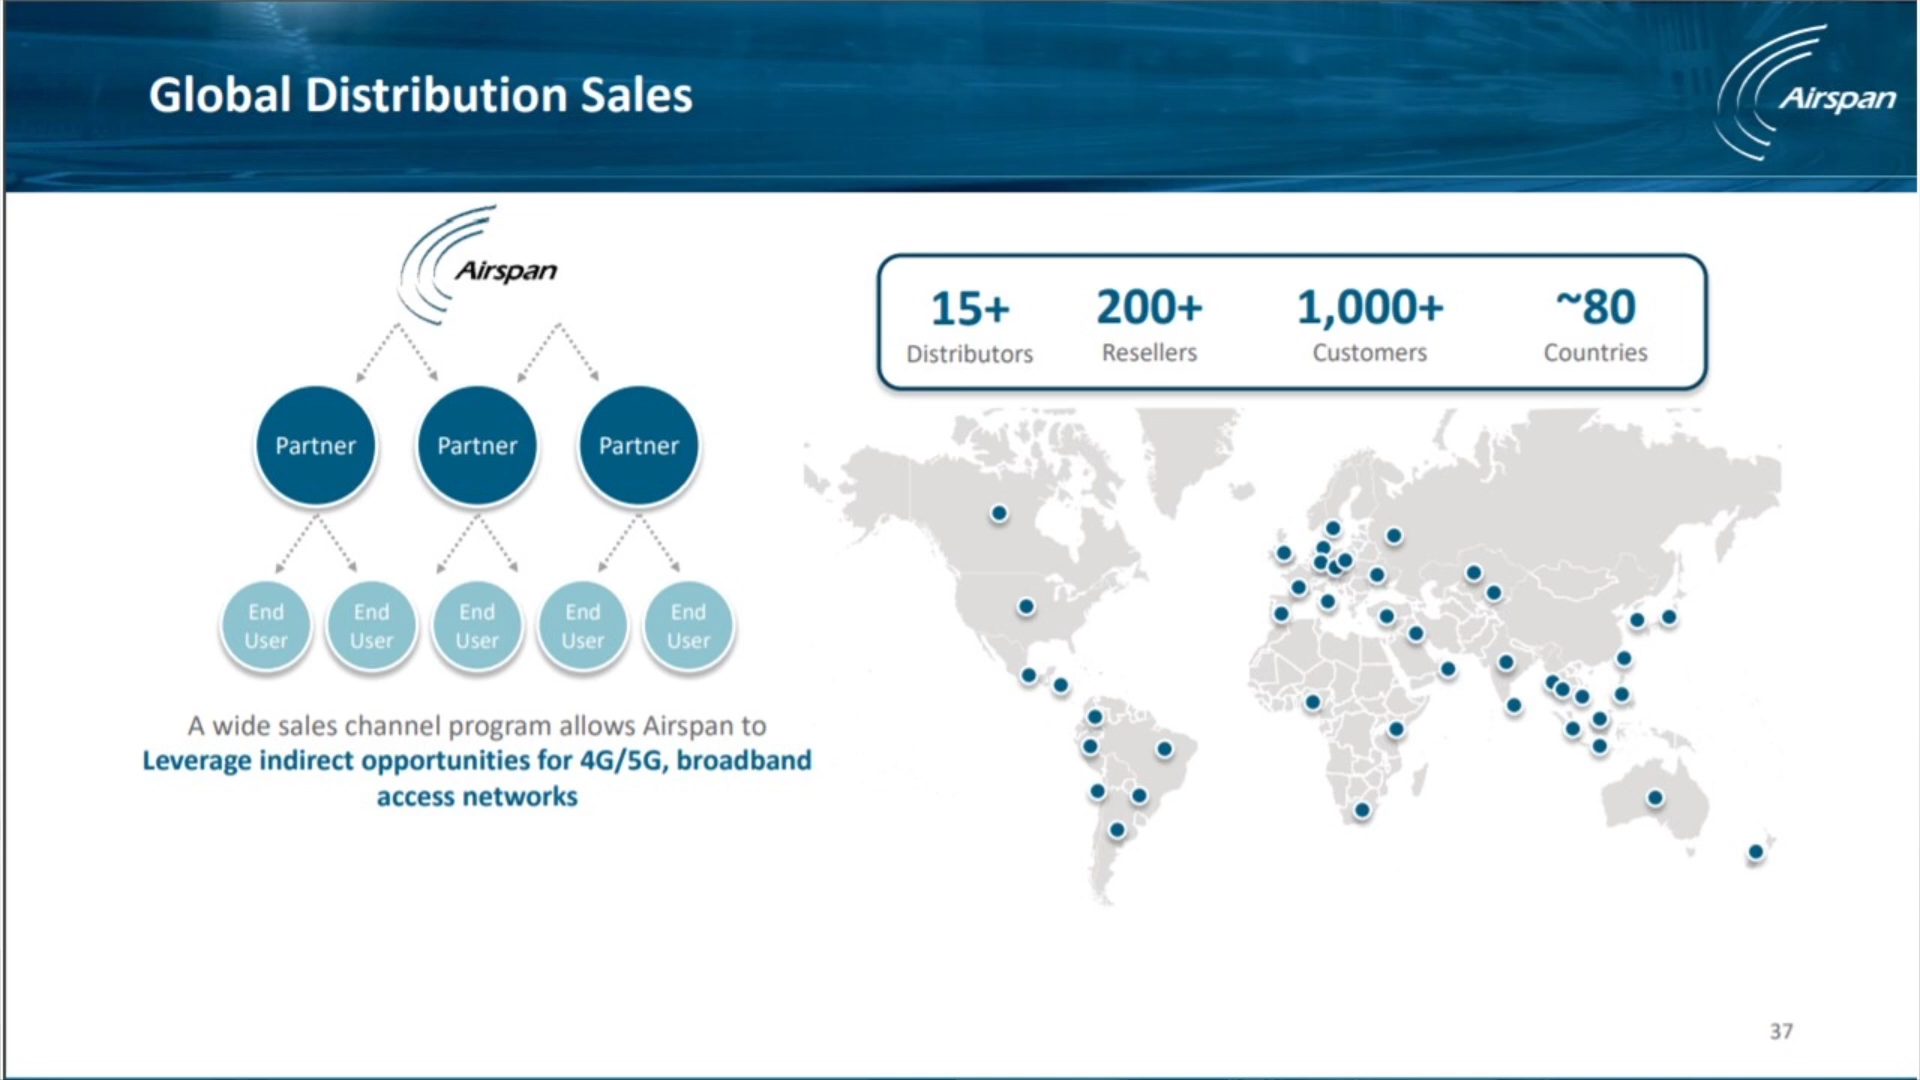 Global Distribution Sales
Airspan
Airspan
Partner
Partner
Partner
End
User
End
User
End
User
End
User
End
User
A wide sales channel program allows Airspan to
Leverage indirect opportunities for 4G/5G, broadband
access networks
15+
Distributors
200+
Resellers
1,000+
Customers
~80
Countries
37